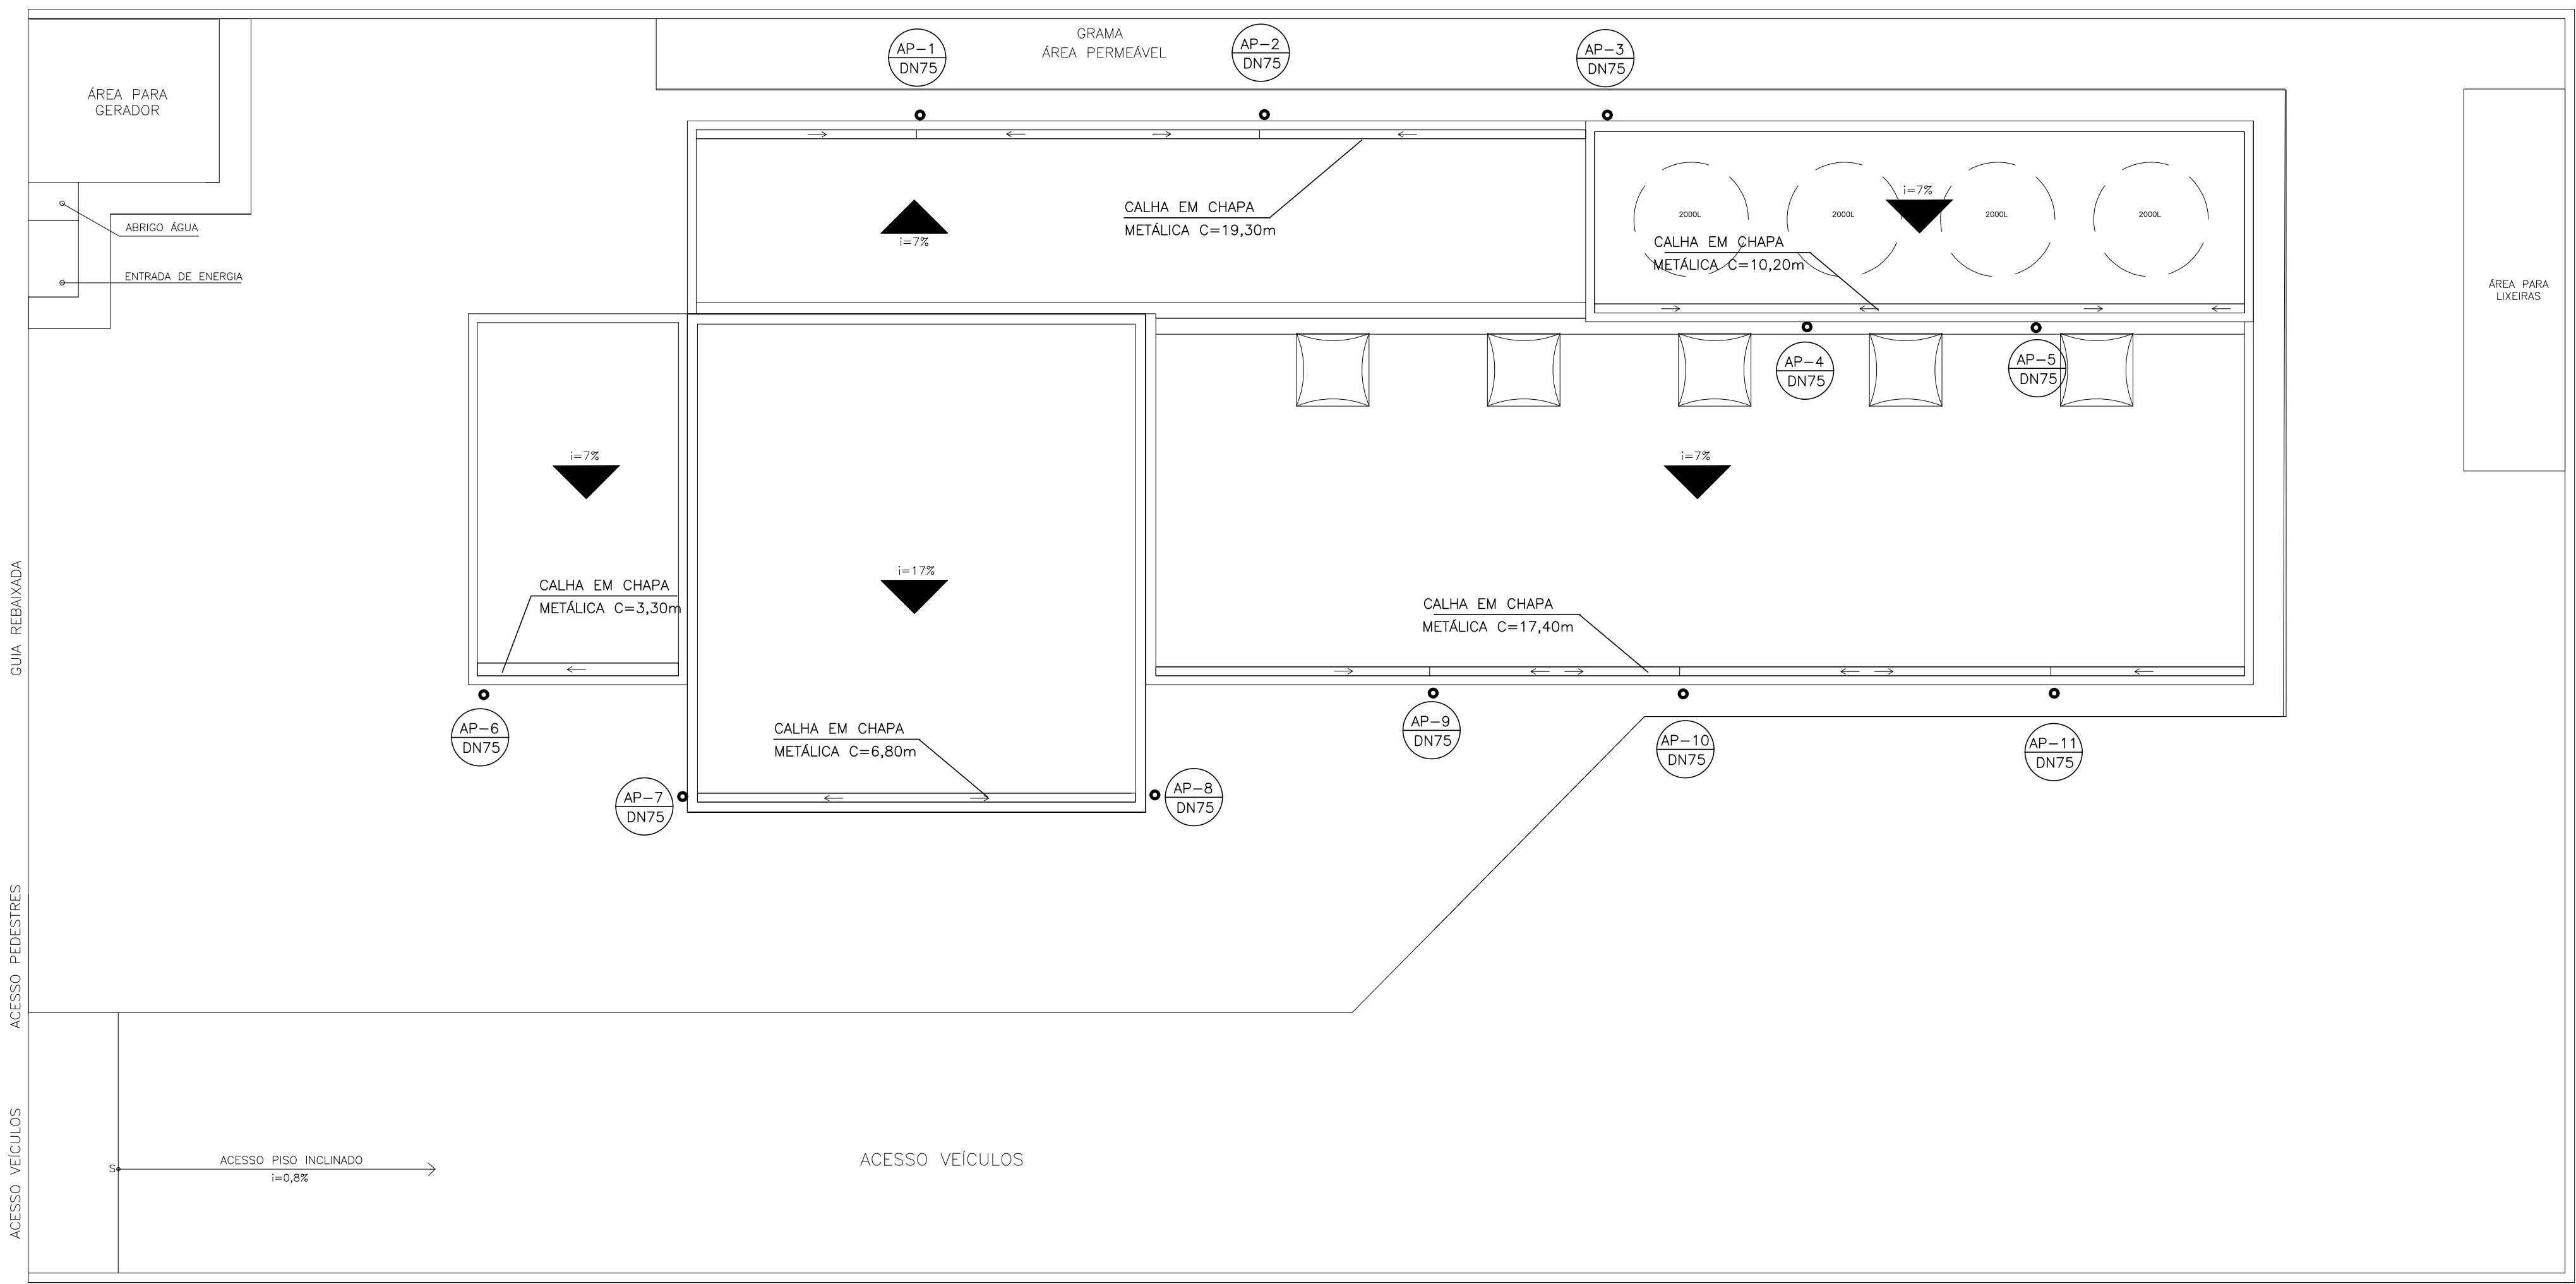 GRAMA
ÁREA PERMEÁVEL
AP-1
DN75
AP-2
DN75
AP-3
DN75
ÁREA PARA
GERADOR
ABRIGO ÁGUA
ENTRADA DE ENERGIA
CALHA EM CHAPA
METÁLICA C=19,30m
i=7%
2000L
2000L
2000L
2000L
i=7%
CALHA EM CHAPA
METÁLICA C=10,20m
ÁREA PARA
LIXEIRAS
AP-4
DN75
AP-5
DN75
i=7%
i=7%
i=17%
CALHA EM CHAPA
METÁLICA C=3,30m
CALHA EM CHAPA
METÁLICA C=17,40m
GUIA REBAIXADA
AP-6
DN75
CALHA EM CHAPA
METÁLICA C=6,80m
AP-7
DN75
AP-8
DN75
AP-9
DN75
AP-10
DN75
AP-11
DN75
ACESSO PEDESTRES
ACESSO VEÍCULOS
S
ACESSO PISO INCLINADO
i=0,8%
ACESSO VEÍCULOS